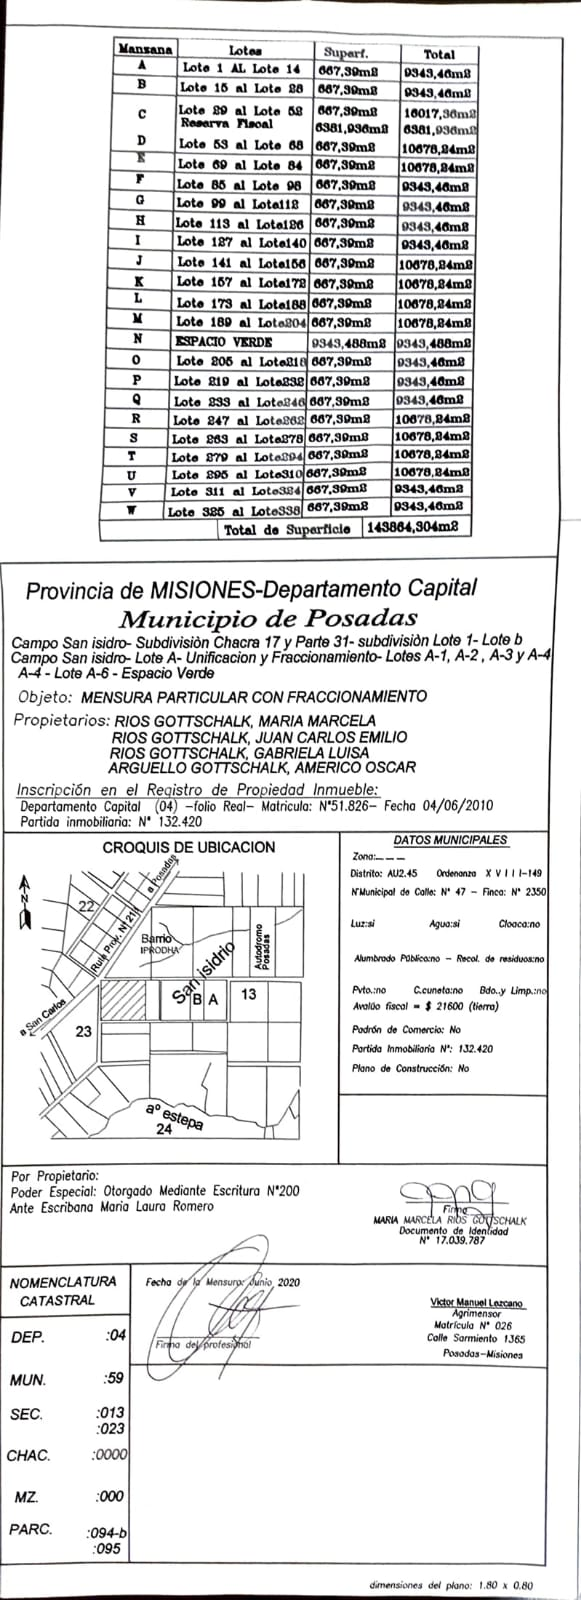 Manzana Lotes Superf. Total
A Lote 1 AL Lote 14 667,39m2 9343,46m2
B Lote 15 al Lote 28 667,39m2 9343,46m2
C Lote 29 al Lote 52 667,39m2 16017,36m2
Reserva Fiscal 6381,936m2 6381,936m2
D Lote 53 al Lote 68 667,39m2 10678,24m2
E Lote 69 al Lote 84 667,39m2 10678,24m2
F Lote 85 al Lote 98 667,39m2 9343,46m2
G Lote 99 al Lote112 667,39m2 9343,46m2
H Lote 113 al Lote126 667,39m2 9343,46m2
I Lote 127 al Lote140 667,39m2 9343,46m2
J Lote 141 al Lote156 667,39m2 10678,24m2
K Lote 157 al Lote172 667,39m2 10678,24m2
L Lote 173 al Lote188 667,39m2 10678,24m2
M Lote 189 al Lote204 667,39m2 10678,24m2
N ESPACIO VERDE 9343,488m2 9343,488m2
O Lote 205 al Lote218 667,39m2 9343,46m2
P Lote 219 al Lote232 667,39m2 9343,46m2
Q Lote 233 al Lote246 667,39m2 9343,46m2
R Lote 247 al Lote262 667,39m2 10678,24m2
S Lote 263 al Lote278 667,39m2 10678,24m2
T Lote 279 al Lote294 667,39m2 10678,24m2
U Lote 295 al Lote310 667,39m2 10678,24m2
V Lote 311 al Lote324 667,39m2 9343,46m2
W Lote 325 al Lote338 667,39m2 9343,46m2
Total de Superficie 143864,304m2
Provincia de MISIONES-Departamento Capital
Municipio de Posadas
Campo San isidro- Subdivisiòn Chacra 17 y Parte 31- subdivisiòn Lote 1- Lote b
Campo San isidro- Lote A- Unificacion y Fraccionamiento- Lotes A-1, A-2 , A-3 y A-4
A-4 - Lote A-6 - Espacio Verde
Objeto: MENSURA PARTICULAR CON FRACCIONAMIENTO
Propietarios: RIOS GOTTSCHALK, MARIA MARCELA
RIOS GOTTSCHALK, JUAN CARLOS EMILIO
RIOS GOTTSCHALK, GABRIELA LUISA
ARGUELLO GOTTSCHALK, AMERICO OSCAR
Inscripción en el Registro de Propiedad Inmueble:
Departamento Capital (04) -folio Real- Matricula: N°51.826- Fecha 04/06/2010
Partida inmobiliaria: N° 132.420
CROQUIS DE UBICACION
N
22
Ruta Prov. N°211
a Posadas
Barrio
IPRODHA
San isidrio
Autodromo
Posadas
B A 13
a San Carlos
23
aº estepa
24
DATOS MUNICIPALES
Zona:_ _ _
Distrito: AU2.45 Ordenanza X V I I I-149
N°Municipal de Calle: N° 47 - Finca: N° 2350
Luz:si Agua:si Cloaca:no
Alumbrado Pública:no - Recol. de residuos:no
Pvto.:no C.cuneta:no Bdo..y Limp.:no
Avalúo fiscal = $ 21600 (tierra)
Padrón de Comercio: No
Partida Inmobiliaria N°: 132.420
Plano de Construcción: No
Por Propietario:
Poder Especial: Otorgado Mediante Escritura N°200
Ante Escribana Maria Laura Romero
Firma
MARIA MARCELA RIOS GOTTSCHALK
Documento de Identidad
N° 17.039.787
NOMENCLATURA
CATASTRAL
DEP. :04
MUN. :59
SEC. :013
:023
CHAC. :0000
MZ. :000
PARC. :094-b
:095
Fecha de la Mensura: Junio 2020
Firma del profesional
Victor Manuel Lezcano
Agrimensor
Matrícula N° 026
Calle Sarmiento 1365
Posadas-Misiones
dimensiones del plano: 1.80 x 0.80